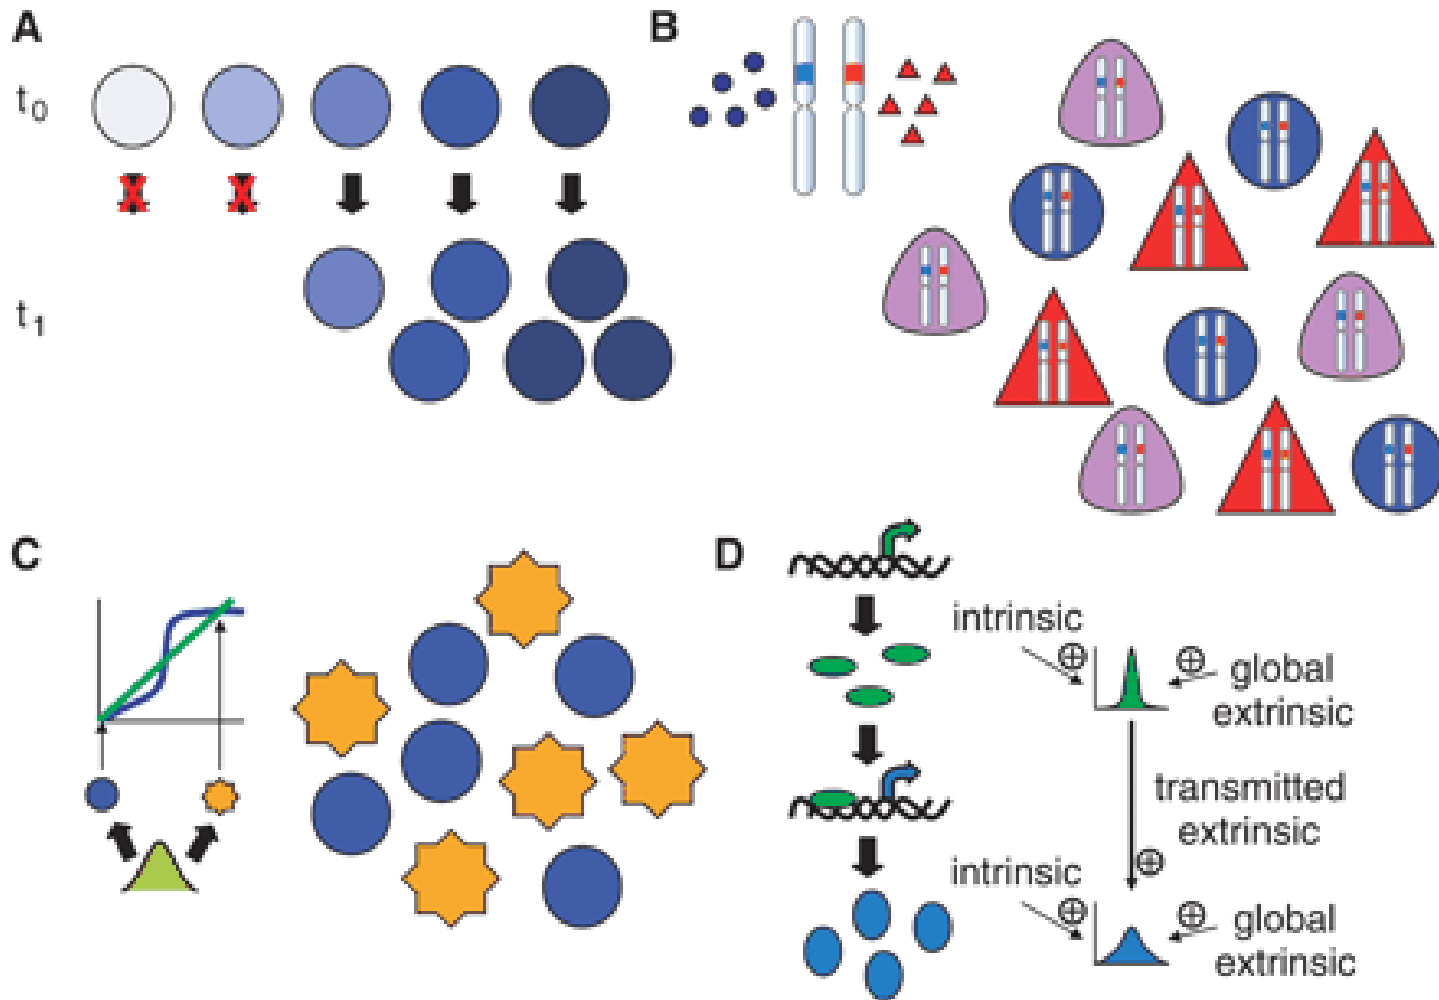 A
t0
t1
B
C
D
intrinsic
global
extrinsic
transmitted
extrinsic
intrinsic
global
extrinsic